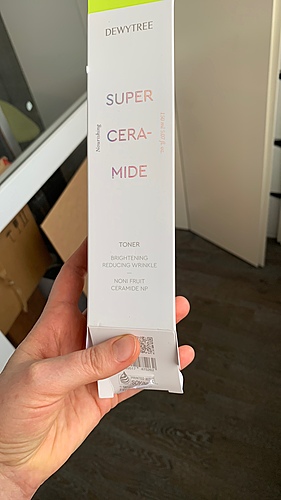 DEWYTREE
SUPER
CERA-
MIDE
Nourishing
TONER
BRIGHTENING
REDUCING WRINKLE
NONI FRUIT
CERAMIDE NP